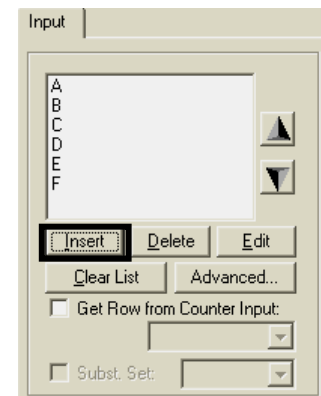 Input
A
B
C
D
E
F
Insert Delete Edit
Clear List Advanced...
Get Row from Counter Input:
Subst. Set: